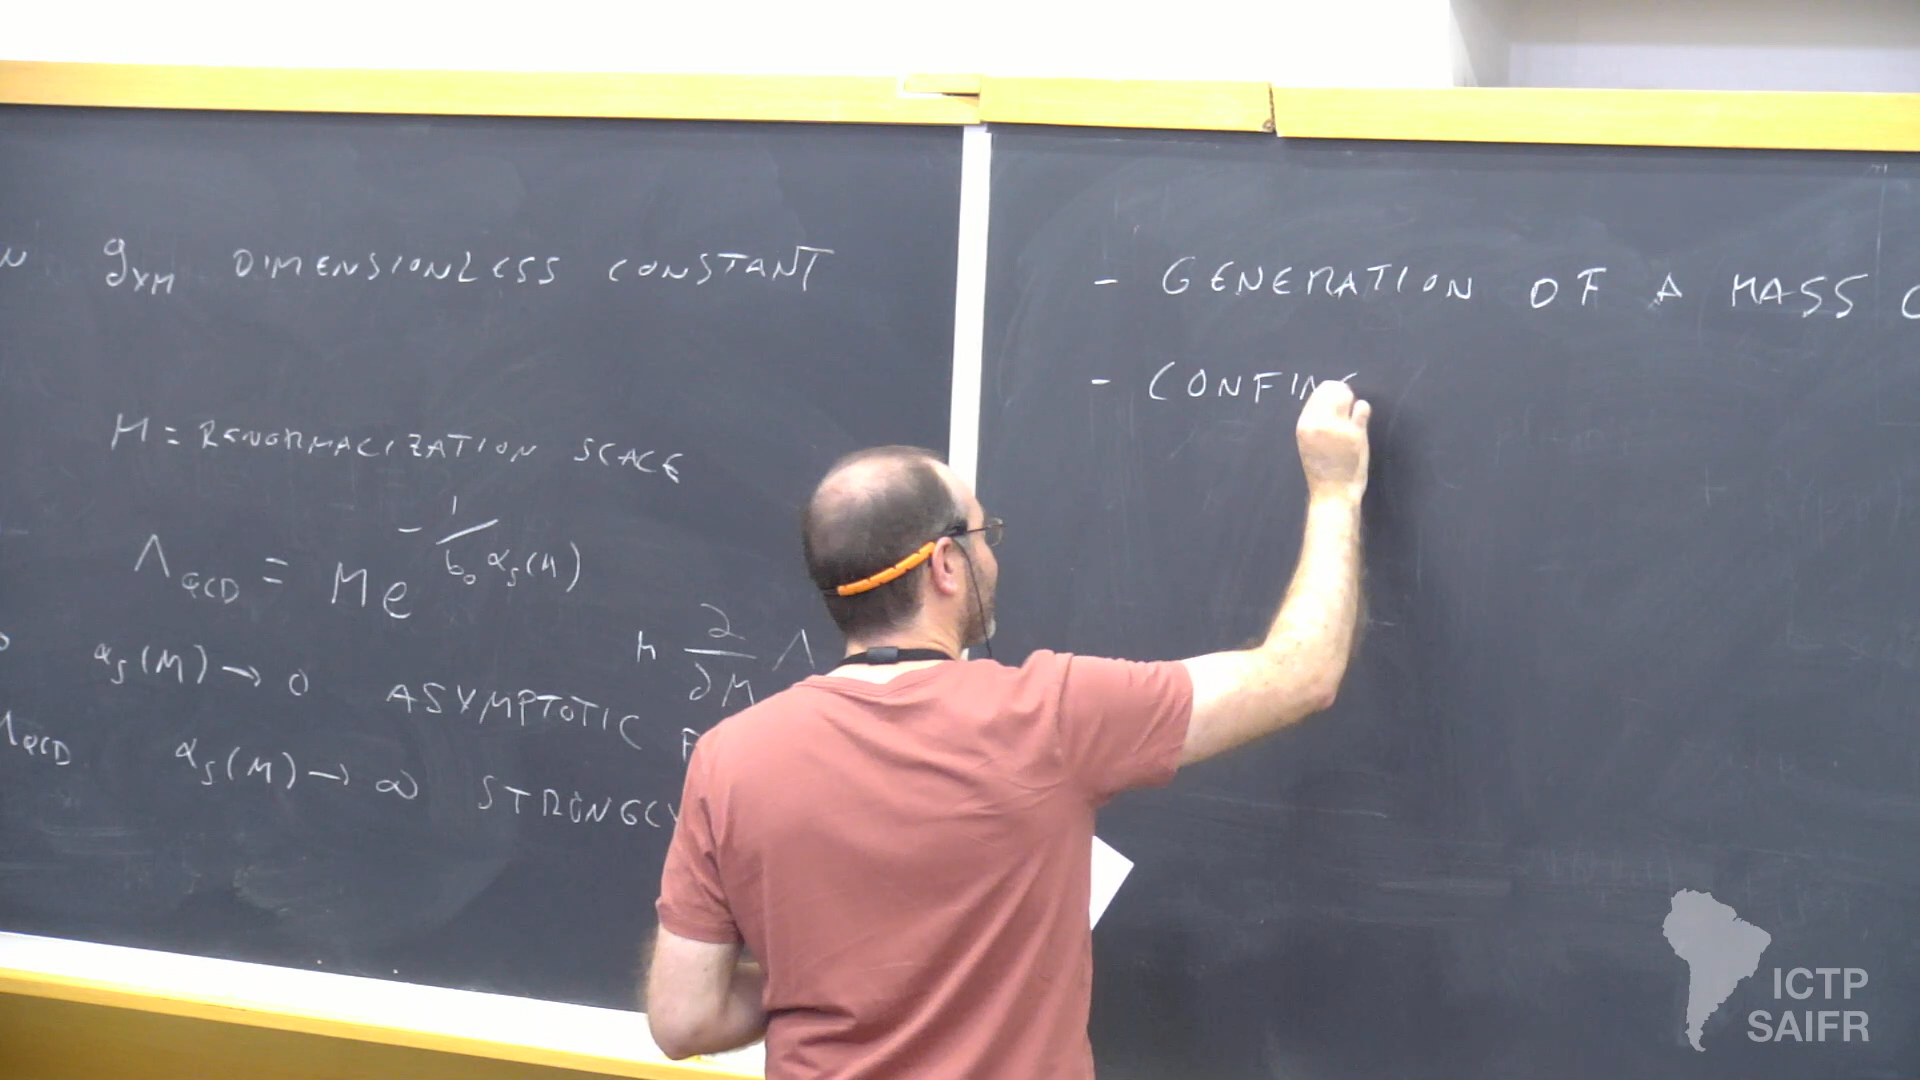 g_YM DIMENSIONLESS CONSTANT
M = RENORMALIZATION SCALE
Λ_QCD = M e^{-1/(b_0 α_s(M))}
M ∂/∂M Λ
α_s(M) → 0 ASYMPTOTIC F
Λ_QCD α_s(M) → ∞ STRONGLY
- GENERATION OF A MASS
- CONFINE
ICTP
SAIFR